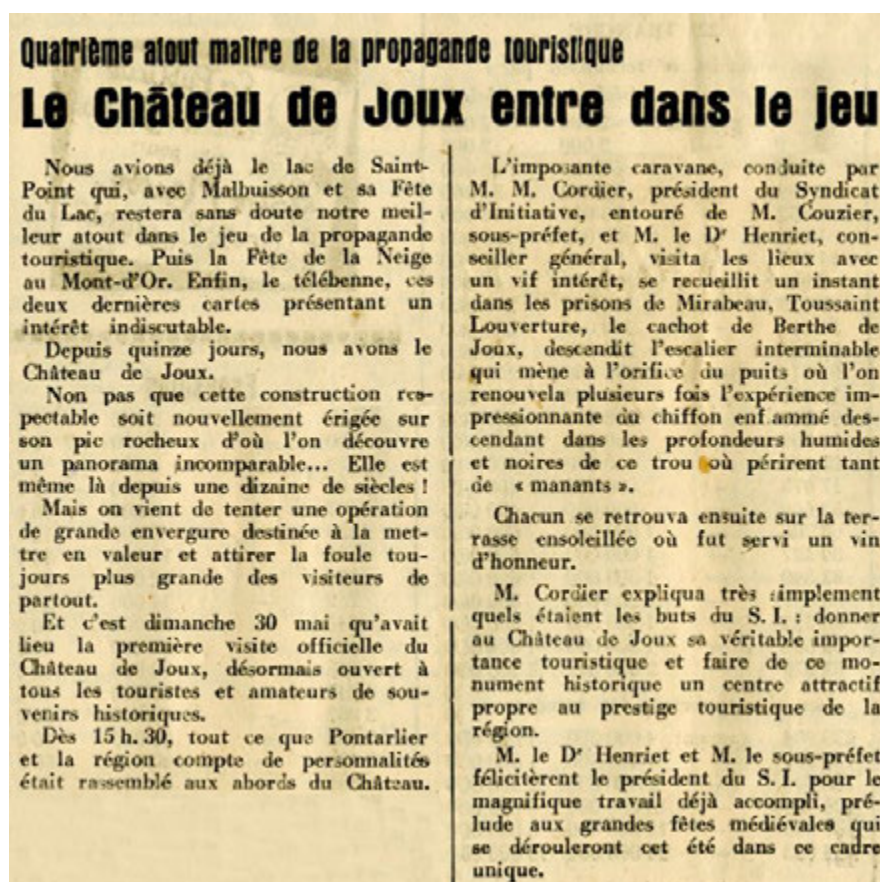 Quatrième atout maître de la propagande touristique
Le Château de Joux entre dans le jeu
Nous avions déjà le lac de Saint-
Point qui, avec Malbuisson et sa Fête
du Lac, restera sans doute notre meil-
leur atout dans le jeu de la propagande
touristique. Puis la Fête de la Neige
au Mont-d'Or. Enfin, le télébenne, ces
deux dernières cartes présentant un
intérêt indiscutable.
Depuis quinze jours, nous avons le
Château de Joux.
Non pas que cette construction res-
pectable soit nouvellement érigée sur
son pic rocheux d'où l'on découvre
un panorama incomparable... Elle est
même là depuis une dizaine de siècles !
Mais on vient de tenter une opération
de grande envergure destinée à la met-
tre en valeur et attirer la foule tou-
jours plus grande des visiteurs de
partout.
Et c'est dimanche 30 mai qu'avait
lieu la première visite officielle du
Château de Joux, désormais ouvert à
tous les touristes et amateurs de sou-
venirs historiques.
Dès 15 h. 30, tout ce que Pontarlier
et la région compte de personnalités
était rassemblé aux abords du Château.
L'imposante caravane, conduite par
M. M. Cordier, président du Syndicat
d'Initiative, entouré de M. Couzier,
sous-préfet, et M. le Dr Henriet, con-
seiller général, visita les lieux avec
un vif intérêt, se recueillit un instant
dans les prisons de Mirabeau, Toussaint
Louverture, le cachot de Berthe de
Joux, descendit l'escalier interminable
qui mène à l'orifice du puits où l'on
renouvela plusieurs fois l'expérience im-
pressionnante du chiffon enf ammé des-
cendant dans les profondeurs humides
et noires de ce trou où périrent tant
de « manants ».
Chacun se retrouva ensuite sur la ter-
rasse ensoleillée où fut servi un vin
d'honneur.
M. Cordier expliqua très simplement
quels étaient les buts du S. I. : donner
au Château de Joux sa véritable impor-
tance touristique et faire de ce mo-
nument historique un centre attractif
propre au prestige touristique de la
région.
M. le Dr Henriet et M. le sous-préfet
félicitèrent le président du S. I. pour le
magnifique travail déjà accompli, pré-
lude aux grandes fêtes médiévales qui
se dérouleront cet été dans ce cadre
unique.